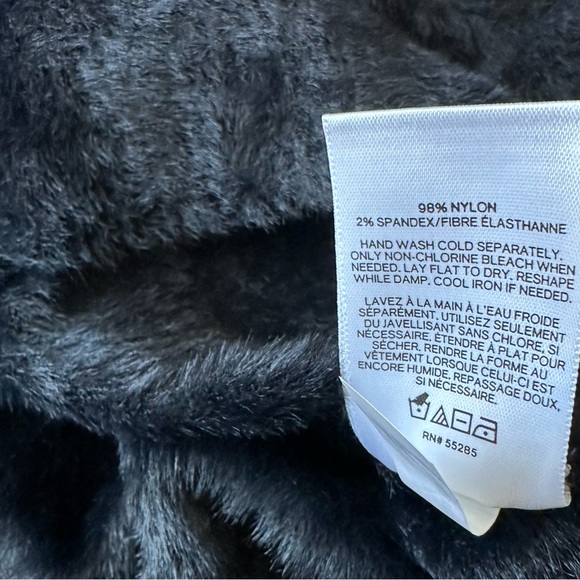 98% NYLON
2% SPANDEX/FIBRE ÉLASTHANNE
HAND WASH COLD SEPARATELY.
ONLY NON-CHLORINE BLEACH WHEN
NEEDED. LAY FLAT TO DRY. RESHAPE
WHILE DAMP. COOL IRON IF NEEDED.
LAVEZ À LA MAIN À L'EAU FROIDE
SÉPARÉMENT. UTILISEZ SEULEMENT
DU JAVELLISANT SANS CHLORE, SI
NÉCESSAIRE. ÉTENDRE À PLAT POUR
SÉCHER. RENDRE LA FORME AU
VÊTEMENT LORSQUE CELUI-CI EST
ENCORE HUMIDE. REPASSAGE DOUX,
SI NÉCESSAIRE.
RN# 55285